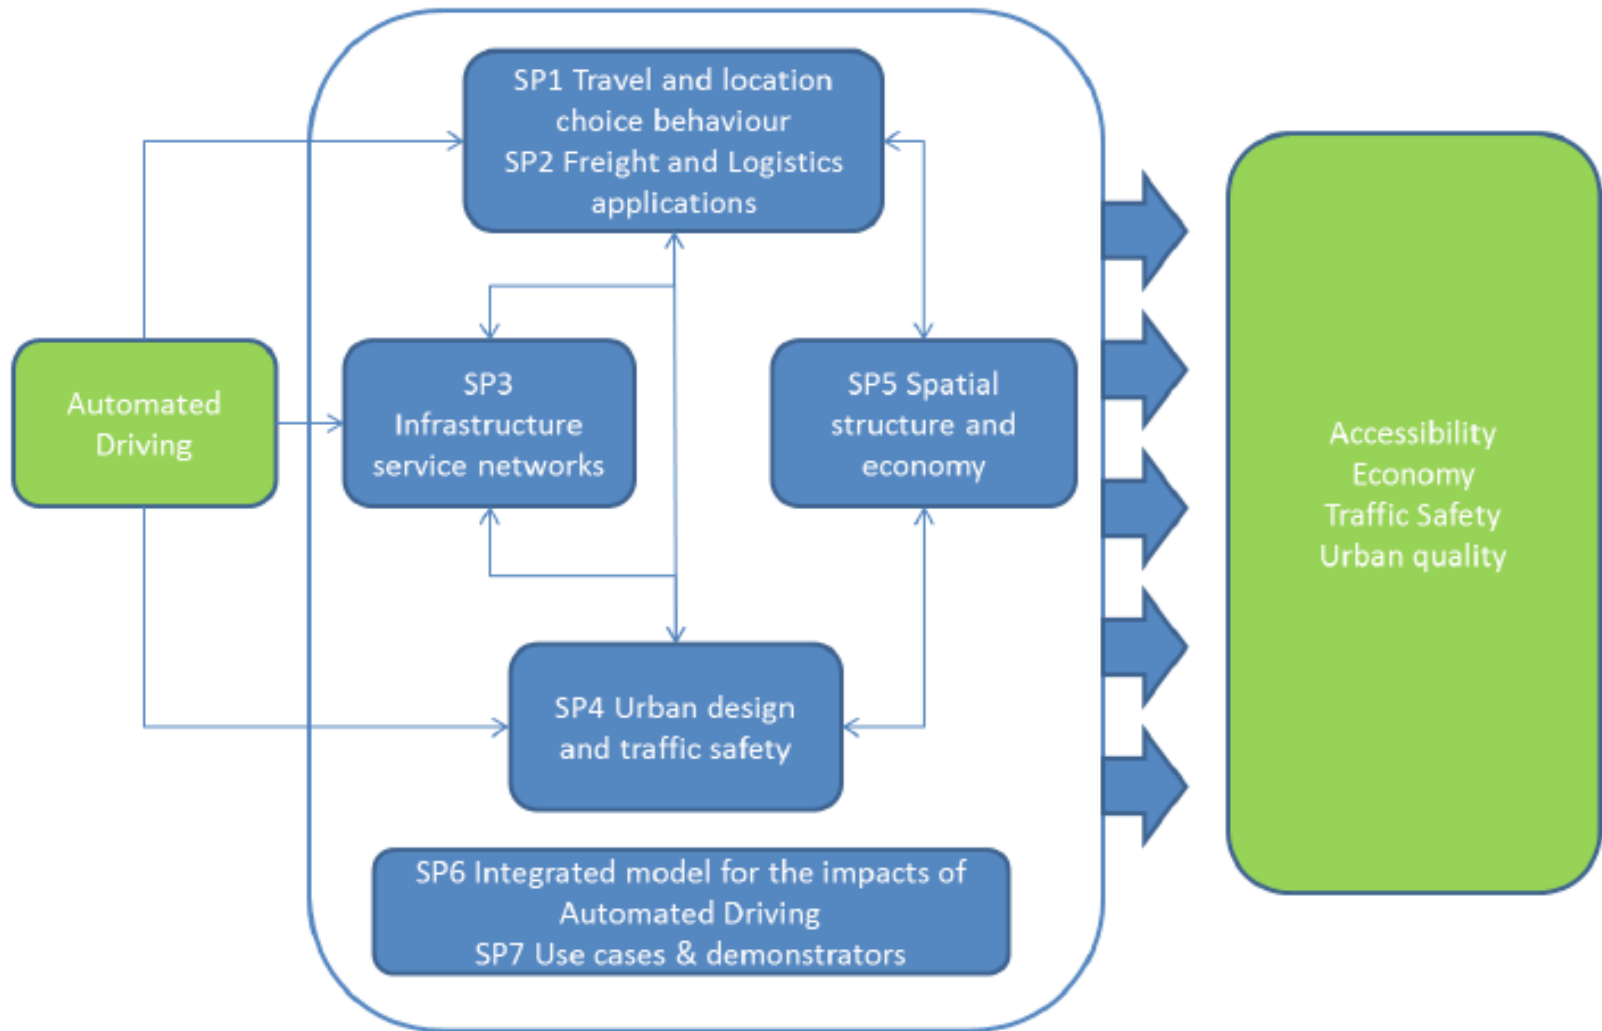 SP1 Travel and location
choice behaviour
SP2 Freight and Logistics
applications
Automated
Driving
SP3
Infrastructure
service networks
SP5 Spatial
structure and
economy
Accessibility
Economy
Traffic Safety
Urban quality
SP4 Urban design
and traffic safety
SP6 Integrated model for the impacts of
Automated Driving
SP7 Use cases & demonstrators